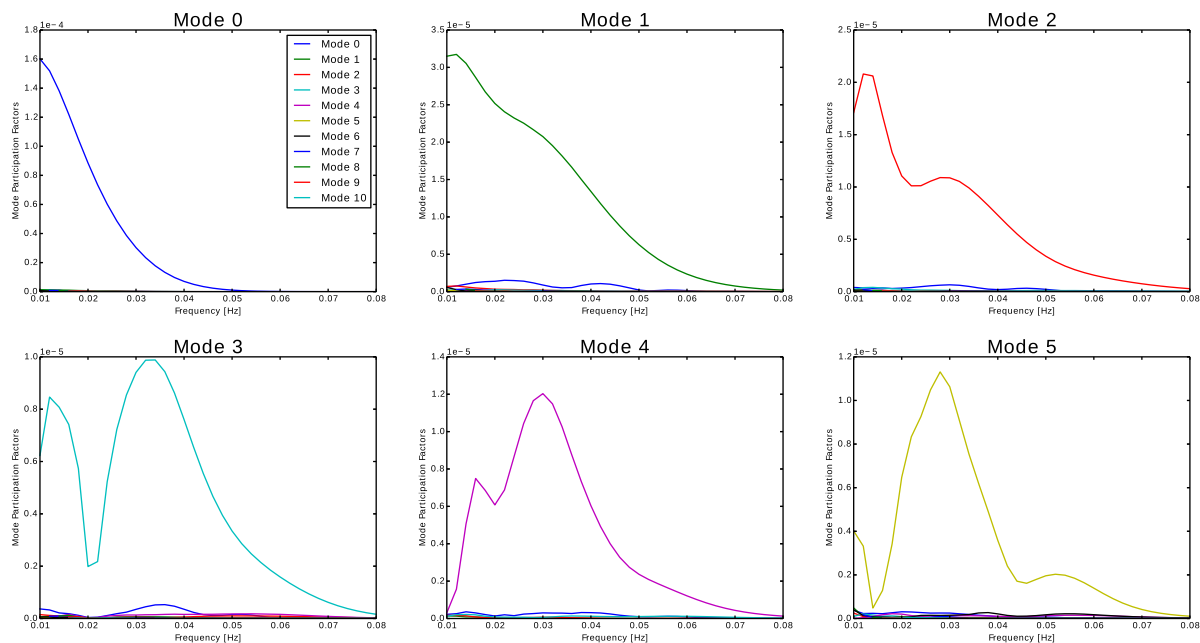 Mode 0
1e−4
1.8
1.6
1.4
1.2
1.0
0.8
0.6
0.4
0.2
0.0
Mode Participation Factors
0.01 0.02 0.03 0.04 0.05 0.06 0.07 0.08
Frequency [Hz]
Mode 0
Mode 1
Mode 2
Mode 3
Mode 4
Mode 5
Mode 6
Mode 7
Mode 8
Mode 9
Mode 10
Mode 1
1e−5
3.5
3.0
2.5
2.0
1.5
1.0
0.5
0.0
Mode Participation Factors
0.01 0.02 0.03 0.04 0.05 0.06 0.07 0.08
Frequency [Hz]
Mode 2
1e−5
2.5
2.0
1.5
1.0
0.5
0.0
Mode Participation Factors
0.01 0.02 0.03 0.04 0.05 0.06 0.07 0.08
Frequency [Hz]
Mode 3
1e−5
1.0
0.8
0.6
0.4
0.2
0.0
Mode Participation Factors
0.01 0.02 0.03 0.04 0.05 0.06 0.07 0.08
Frequency [Hz]
Mode 4
1e−5
1.4
1.2
1.0
0.8
0.6
0.4
0.2
0.0
Mode Participation Factors
0.01 0.02 0.03 0.04 0.05 0.06 0.07 0.08
Frequency [Hz]
Mode 5
1e−5
1.2
1.0
0.8
0.6
0.4
0.2
0.0
Mode Participation Factors
0.01 0.02 0.03 0.04 0.05 0.06 0.07 0.08
Frequency [Hz]